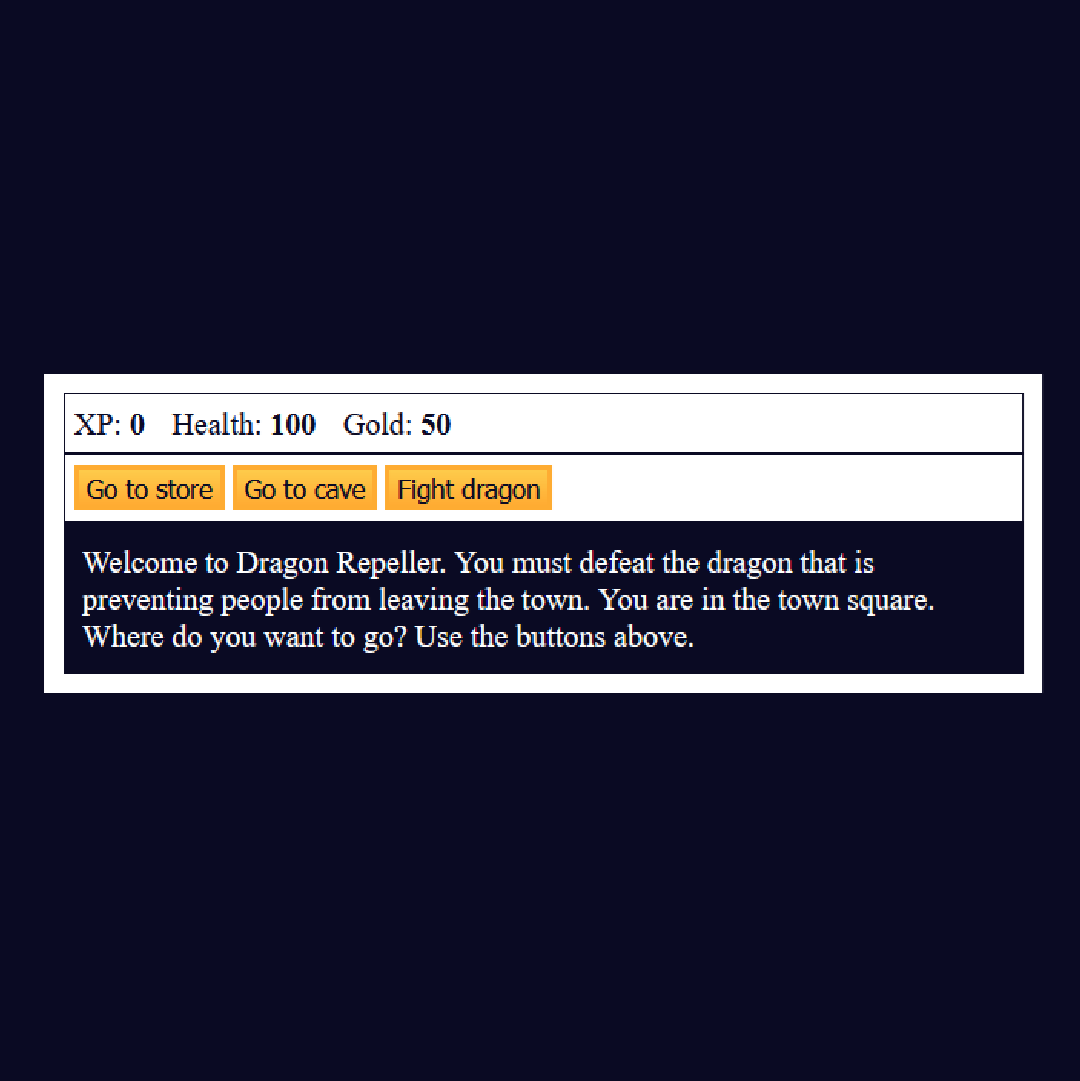 XP: 0 Health: 100 Gold: 50
Go to store Go to cave Fight dragon
Welcome to Dragon Repeller. You must defeat the dragon that is
preventing people from leaving the town. You are in the town square.
Where do you want to go? Use the buttons above.